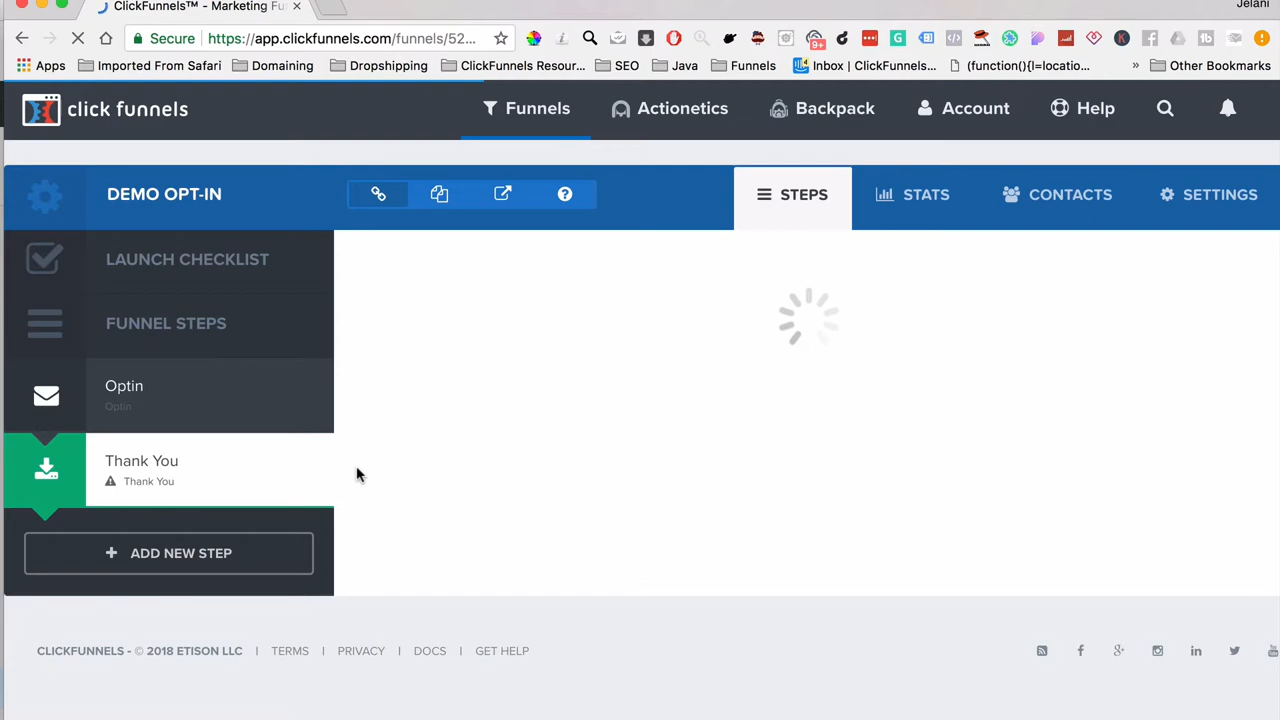 ClickFunnels™ - Marketing Fu
Jelani
Secure https://app.clickfunnels.com/funnels/52...
9+
Apps Imported From Safari Domaining Dropshipping ClickFunnels Resour... SEO Java Funnels Inbox | ClickFunnels... (function(){l=locatio... » Other Bookmarks
click funnels Funnels Actionetics Backpack Account Help
DEMO OPT-IN STEPS STATS CONTACTS SETTINGS
LAUNCH CHECKLIST
FUNNEL STEPS
Optin
Optin
Thank You
Thank You
+ ADD NEW STEP
CLICKFUNNELS - © 2018 ETISON LLC | TERMS | PRIVACY | DOCS | GET HELP